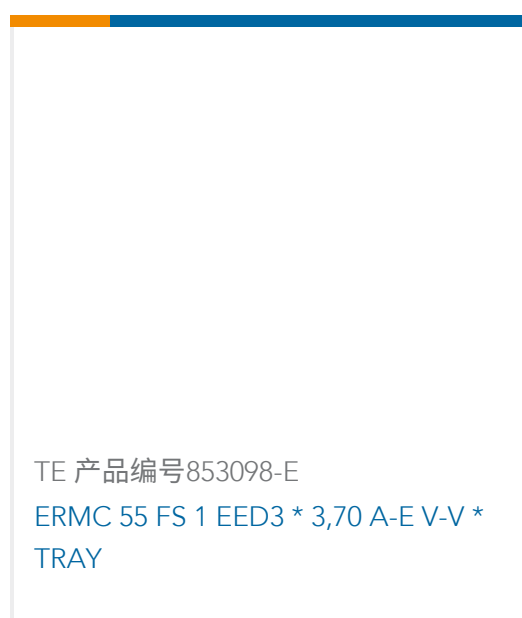 TE 产品编号853098-E
ERMC 55 FS 1 EED3 * 3,70 A-E V-V *
TRAY